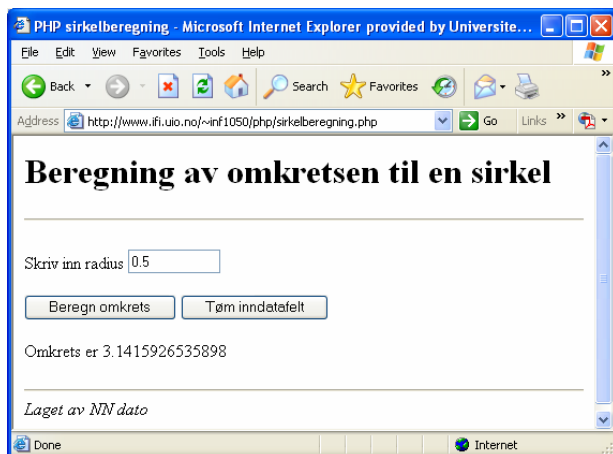 PHP sirkelberegning - Microsoft Internet Explorer provided by Universite...
File Edit View Favorites Tools Help
Back Search Favorites »
Address http://www.ifi.uio.no/~inf1050/php/sirkelberegning.php Go Links »
Beregning av omkretsen til en sirkel
Skriv inn radius 0.5
Beregn omkrets Tøm inndatafelt
Omkrets er 3.1415926535898
Laget av NN dato
Done Internet